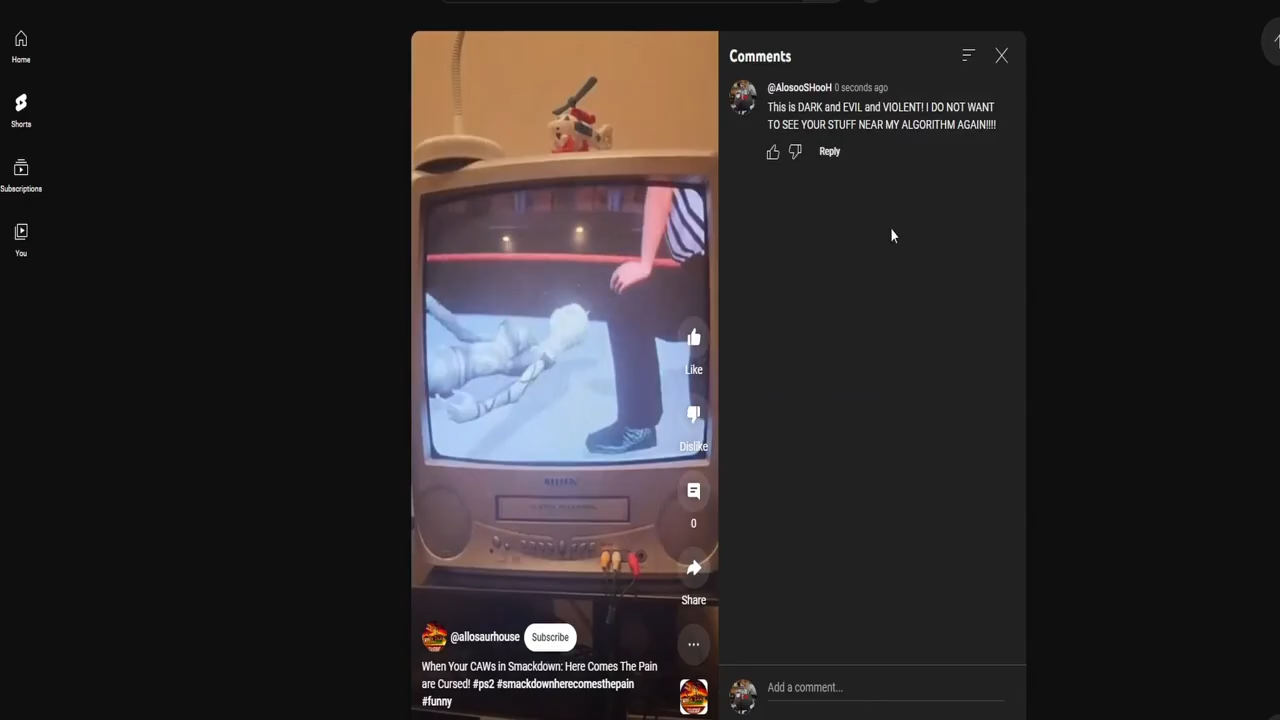 Home
Shorts
Subscriptions
You
Comments
@AlosooSHooH 0 seconds ago
This is DARK and EVIL and VIOLENT! I DO NOT WANT
TO SEE YOUR STUFF NEAR MY ALGORITHM AGAIN!!!!
Reply
Like
Dislike
0
Share
@allosaurhouse Subscribe
When Your CAWs in Smackdown: Here Comes The Pain
are Cursed! #ps2 #smackdownherecomesthepain
#funny
Add a comment...